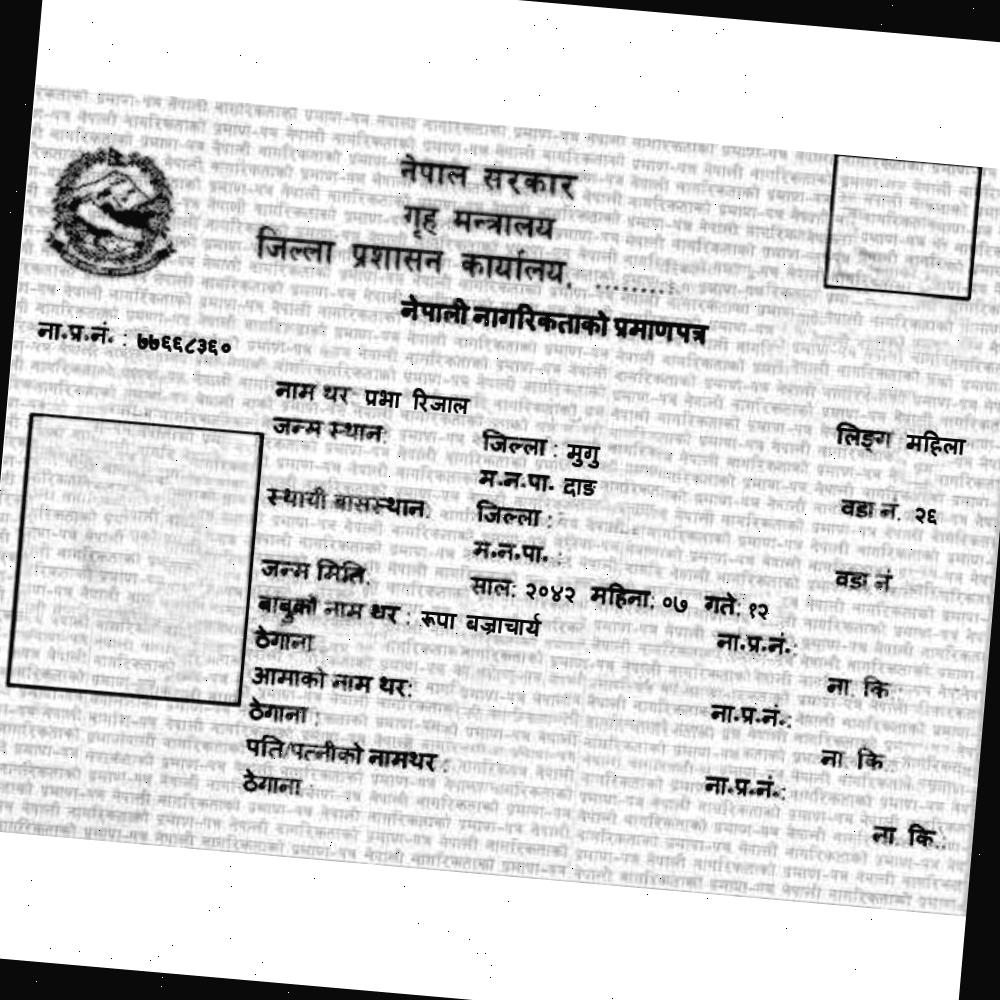 नेपाल सरकार
गृह मन्त्रालय
जिल्ला प्रशासन कार्यालय, .........
नेपाली नागरिकताको प्रमाणपत्र
ना.प्र.नं. : ७७६६८३६०
नाम थर: प्रभा रिजाल
लिङ्ग: महिला
जन्म स्थान: जिल्ला : मुगु
म.न.पा. दाङ वडा नं. २६
स्थायी बासस्थान: जिल्ला :
म.न.पा. : वडा नं
जन्म मिति: साल: २०४२ महिना: ०७ गते: १२
बाबुको नाम थर : रूपा बज्राचार्य ना.प्र.नं.:
ठेगाना : ना. कि.:
आमाको नाम थर: ना.प्र.नं.:
ठेगाना : ना. कि.:
पति/पत्नीको नामथर : ना.प्र.नं.:
ठेगाना : ना. कि.: